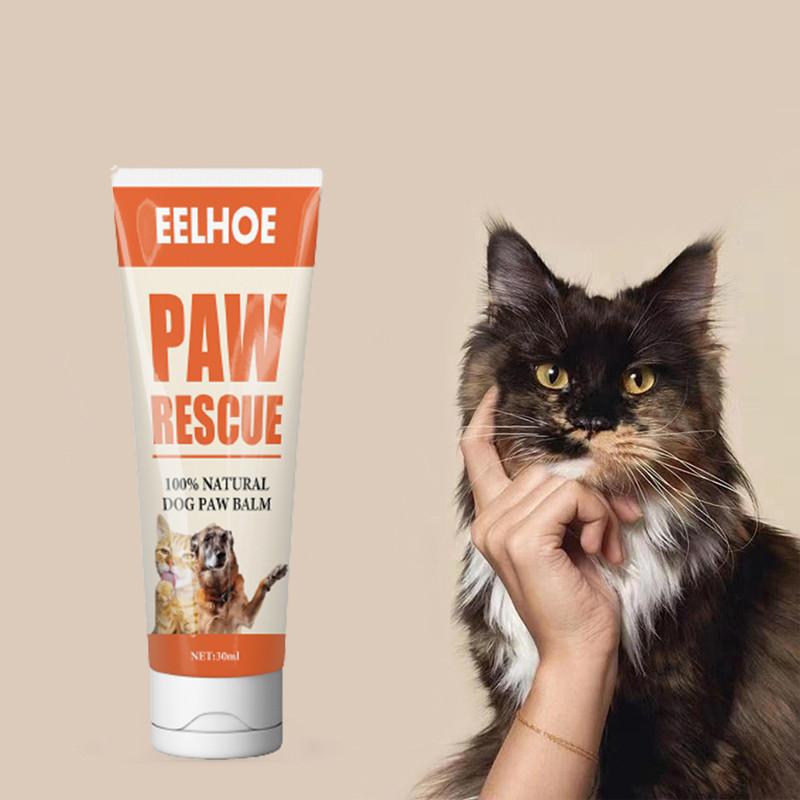 EELHOE
PAW
RESCUE
100% NATURAL
DOG PAW BALM
NET:30ml